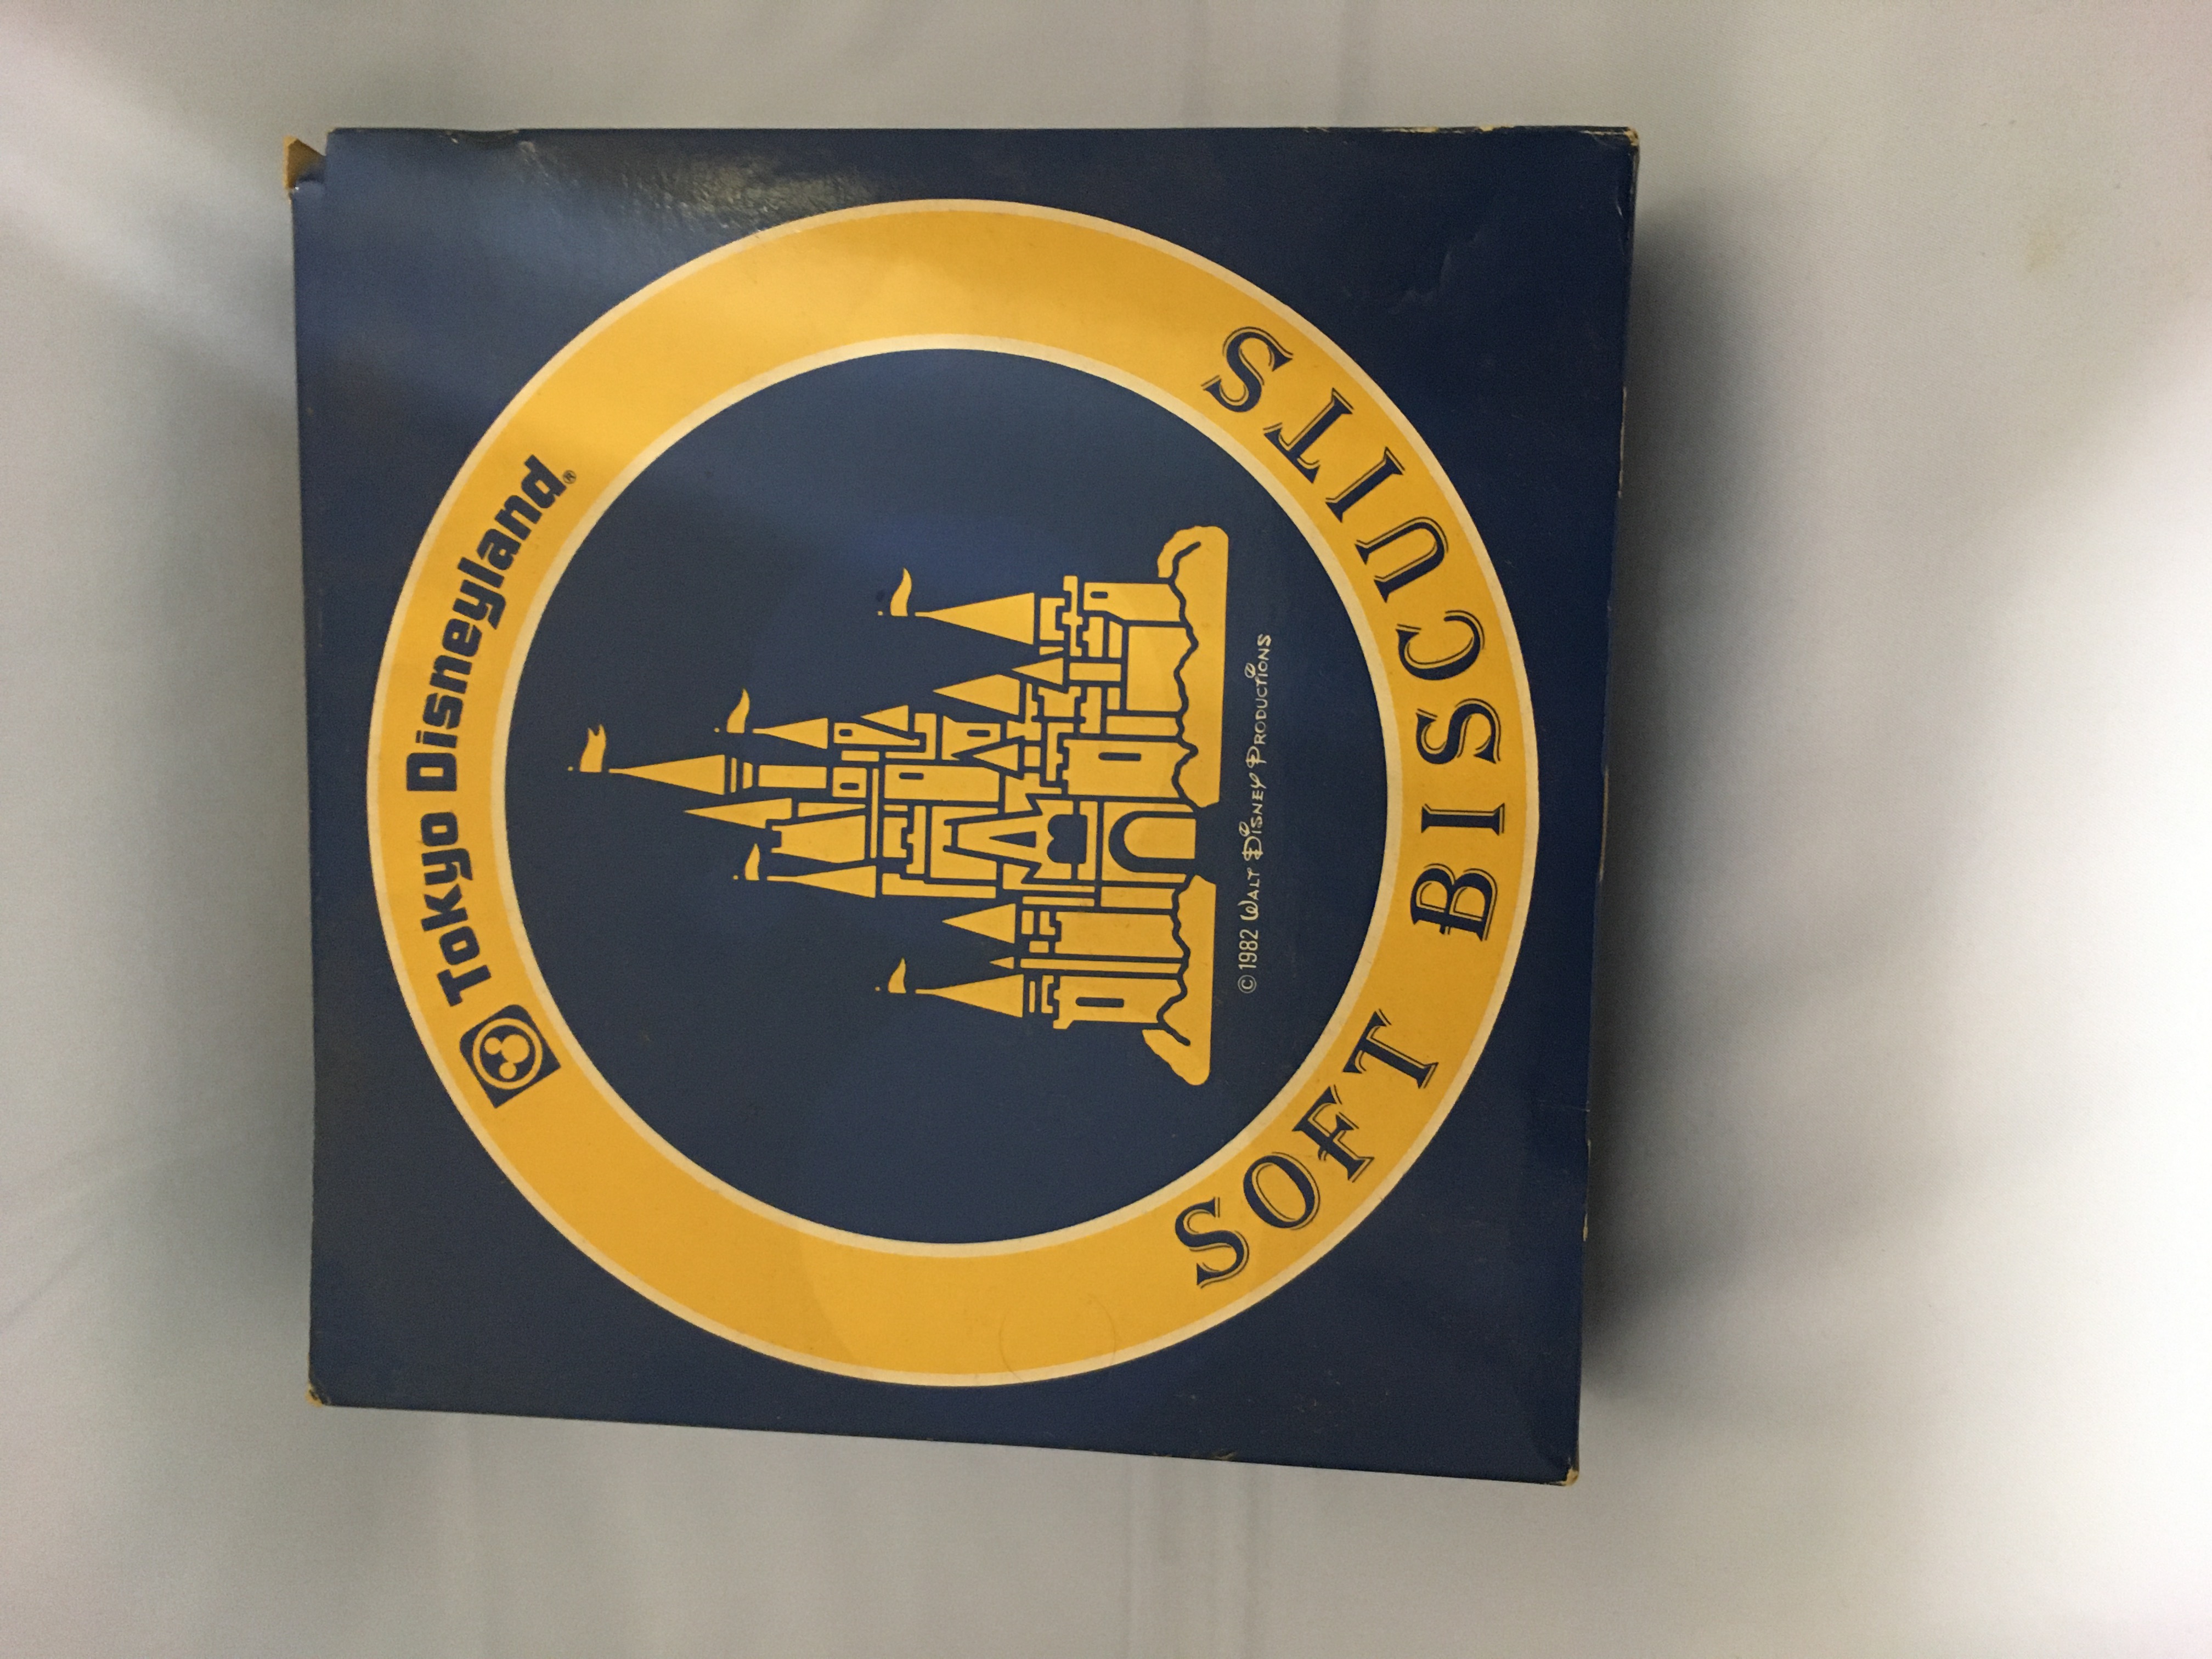 Tokyo Disneyland®
© 1982 WALT DISNEY PRODUCTIONS
SOFT BISCUITS